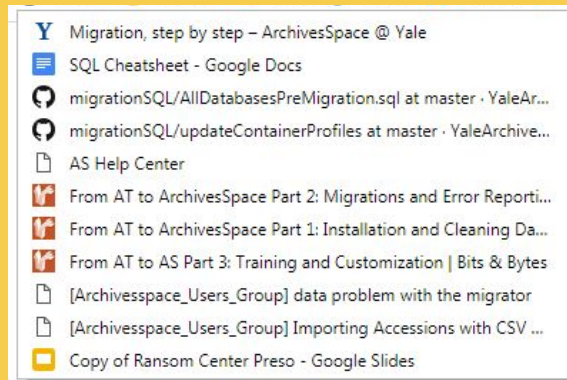 Y Migration, step by step – ArchivesSpace @ Yale
SQL Cheatsheet - Google Docs
migrationSQL/AllDatabasesPreMigration.sql at master · YaleAr...
migrationSQL/updateContainerProfiles at master · YaleArchive...
AS Help Center
From AT to ArchivesSpace Part 2: Migrations and Error Reporti...
From AT to ArchivesSpace Part 1: Installation and Cleaning Da...
From AT to AS Part 3: Training and Customization | Bits & Bytes
[Archivesspace_Users_Group] data problem with the migrator
[Archivesspace_Users_Group] Importing Accessions with CSV ...
Copy of Ransom Center Preso - Google Slides